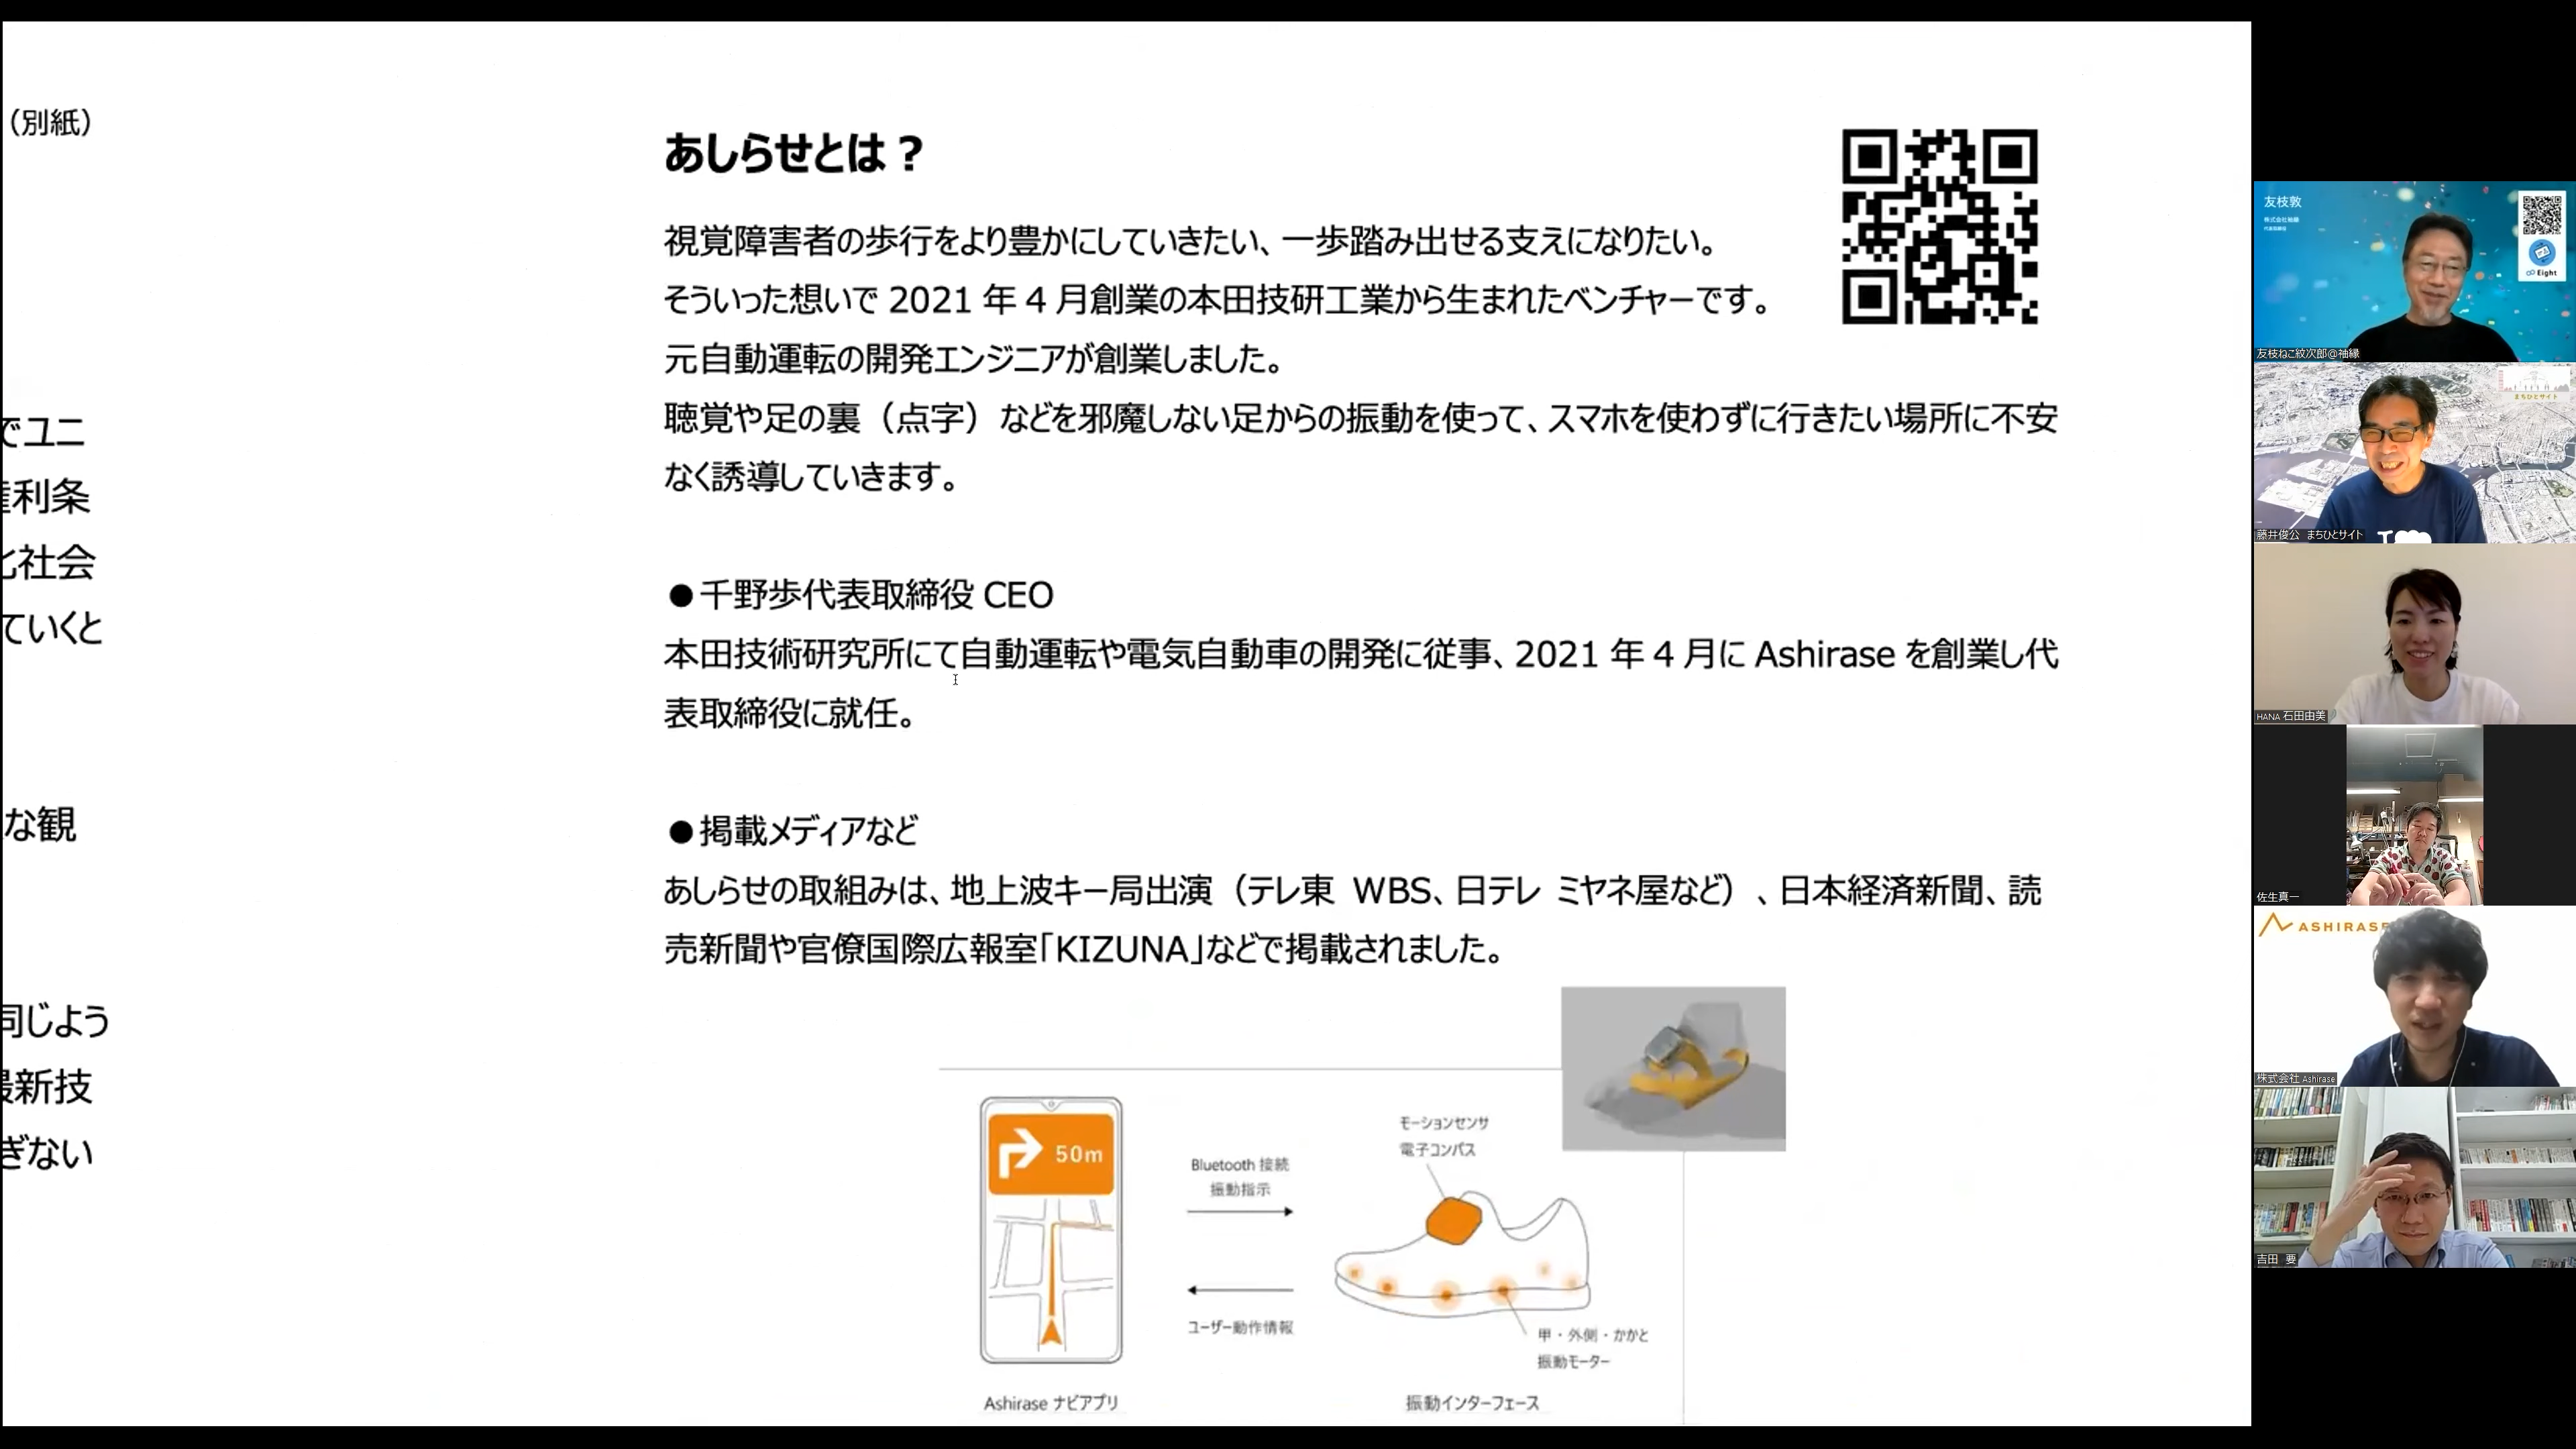 （別紙）
でユニ
利条
社会
ていくと
な観
同じよう
新技
ぎない
あしらせとは？
視覚障害者の歩行をより豊かにしていきたい、一歩踏み出せる支えになりたい。
そういった想いで 2021 年 4 月創業の本田技研工業から生まれたベンチャーです。
元自動運転の開発エンジニアが創業しました。
聴覚や足の裏（点字）などを邪魔しない足からの振動を使って、スマホを使わずに行きたい場所に不安
なく誘導していきます。
●千野歩代表取締役 CEO
本田技術研究所にて自動運転や電気自動車の開発に従事、2021 年 4 月に Ashirase を創業し代
表取締役に就任。
●掲載メディアなど
あしらせの取組みは、地上波キー局出演（テレ東 WBS、日テレ ミヤネ屋など）、日本経済新聞、読
売新聞や官僚国際広報室「KIZUNA」などで掲載されました。
50m
Bluetooth 接続
振動指示
ユーザー動作情報
モーションセンサ
電子コンパス
甲・外側・かかと
振動モーター
Ashirase ナビアプリ
振動インターフェース
友枝敦
株式会社袖縁
代表取締役
Eight
友枝ねこ紋次郎@袖縁
まちひとサイト
藤井俊公 まちひとサイト
HANA 石田由美
佐生真一
ASHIRASE
株式会社 Ashirase
吉田 要